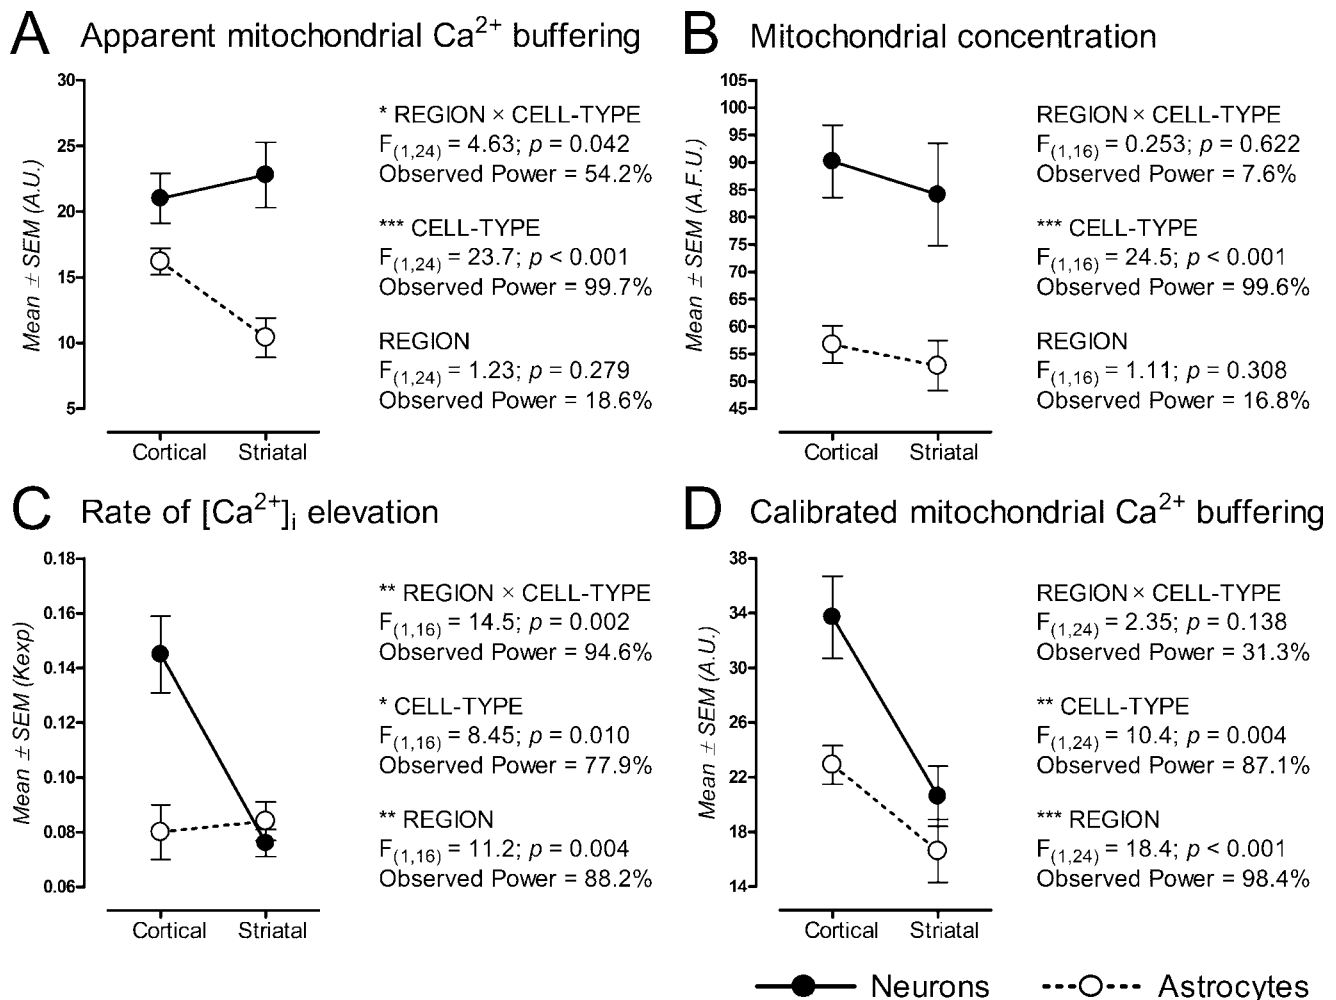 A Apparent mitochondrial Ca²⁺ buffering
Mean ± SEM (A.U.)
30
25
20
15
10
5
Cortical Striatal
* REGION × CELL-TYPE
F(1,24) = 4.63; p = 0.042
Observed Power = 54.2%
*** CELL-TYPE
F(1,24) = 23.7; p < 0.001
Observed Power = 99.7%
REGION
F(1,24) = 1.23; p = 0.279
Observed Power = 18.6%
B Mitochondrial concentration
Mean ± SEM (A.F.U.)
105
100
95
90
85
80
75
70
65
60
55
50
45
Cortical Striatal
REGION × CELL-TYPE
F(1,16) = 0.253; p = 0.622
Observed Power = 7.6%
*** CELL-TYPE
F(1,16) = 24.5; p < 0.001
Observed Power = 99.6%
REGION
F(1,16) = 1.11; p = 0.308
Observed Power = 16.8%
C Rate of [Ca²⁺]i elevation
Mean ± SEM (Kexp)
0.18
0.16
0.14
0.12
0.10
0.08
0.06
Cortical Striatal
** REGION × CELL-TYPE
F(1,16) = 14.5; p = 0.002
Observed Power = 94.6%
* CELL-TYPE
F(1,16) = 8.45; p = 0.010
Observed Power = 77.9%
** REGION
F(1,16) = 11.2; p = 0.004
Observed Power = 88.2%
D Calibrated mitochondrial Ca²⁺ buffering
Mean ± SEM (A.U.)
38
34
30
26
22
18
14
Cortical Striatal
REGION × CELL-TYPE
F(1,24) = 2.35; p = 0.138
Observed Power = 31.3%
** CELL-TYPE
F(1,24) = 10.4; p = 0.004
Observed Power = 87.1%
*** REGION
F(1,24) = 18.4; p < 0.001
Observed Power = 98.4%
Neurons Astrocytes